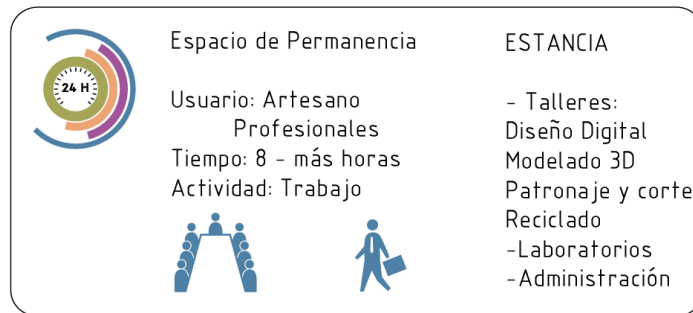 24 H
Espacio de Permanencia
Usuario: Artesano
Profesionales
Tiempo: 8 - más horas
Actividad: Trabajo
ESTANCIA
- Talleres:
Diseño Digital
Modelado 3D
Patronaje y corte
Reciclado
-Laboratorios
-Administración